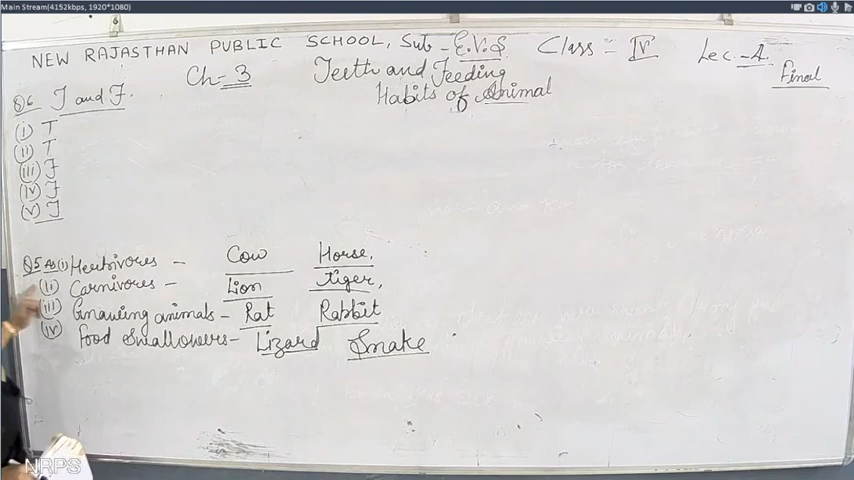 Main Stream(4152kbps, 1920*1080)
NEW RAJASTHAN PUBLIC SCHOOL, Sub - E.V.S Class = IV Lec. - 4
Final
Ch- 3 Teeth and Feeding
Habits of Animal
Q6 T and F.
(i) T
(ii) T
(iii) F
(iv) F
(v) F
Q5 As (i) Herbivores - Cow Horse.
(ii) Carnivores - Lion tiger,
(iii) Gnawing animals - Rat Rabbit
(iv) Food Swallowers - Lizard Snake
NRPS